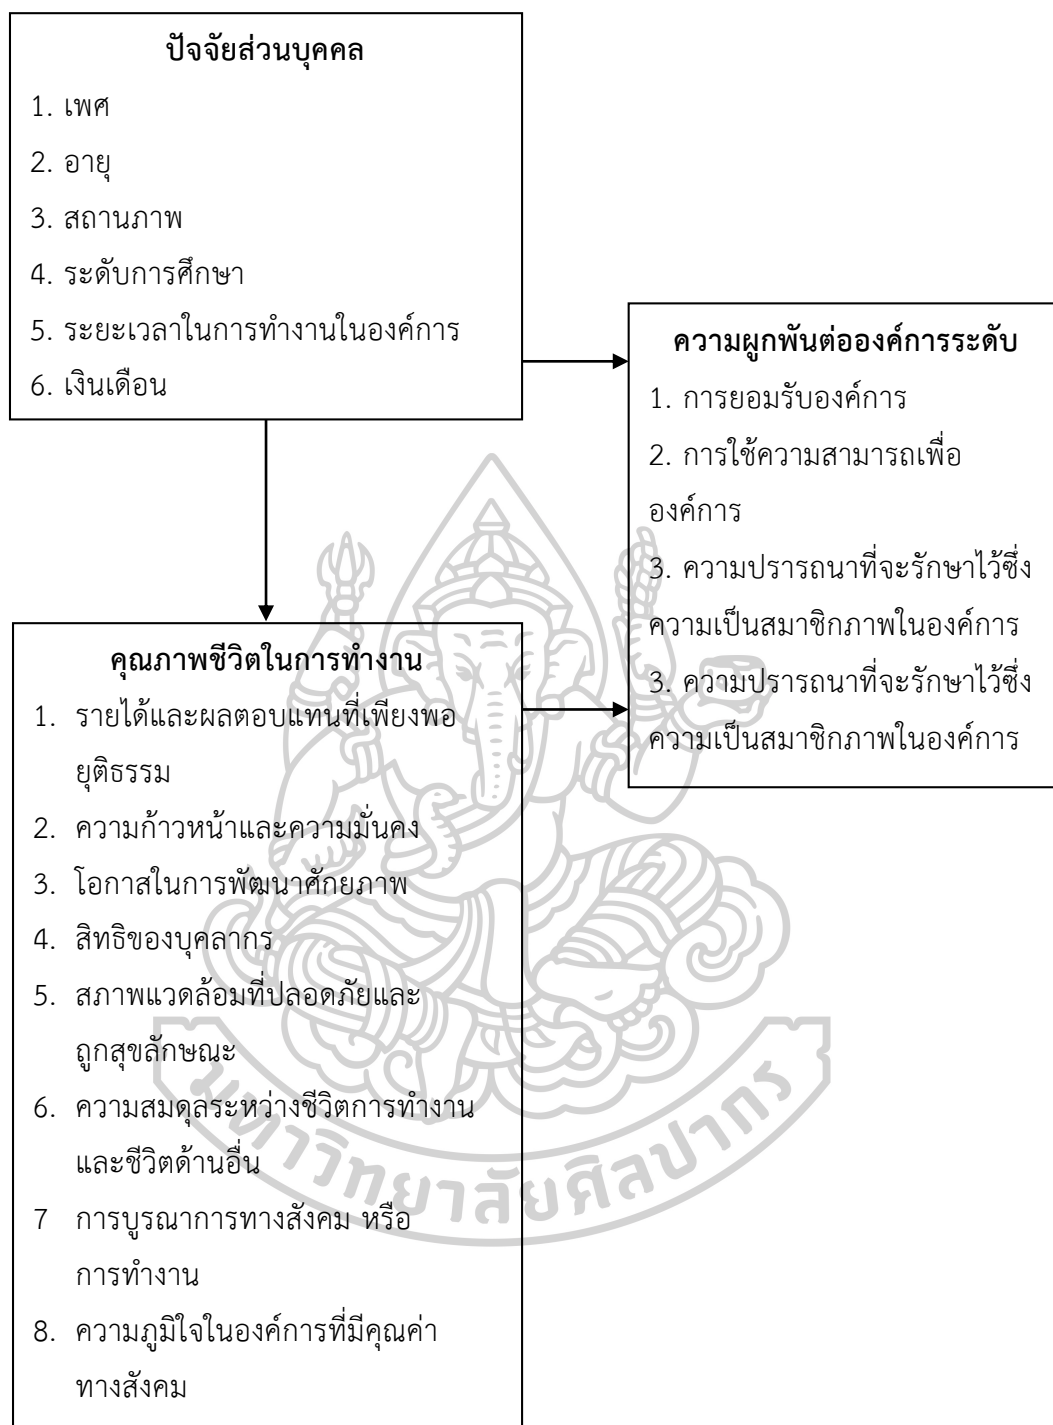 ปัจจัยส่วนบุคคล
1. เพศ
2. อายุ
3. สถานภาพ
4. ระดับการศึกษา
5. ระยะเวลาในการทำงานในองค์การ
6. เงินเดือน
ความผูกพันต่อองค์การระดับ
1. การยอมรับองค์การ
2. การใช้ความสามารถเพื่อ
องค์การ
3. ความปรารถนาที่จะรักษาไว้ซึ่ง
ความเป็นสมาชิกภาพในองค์การ
3. ความปรารถนาที่จะรักษาไว้ซึ่ง
ความเป็นสมาชิกภาพในองค์การ
คุณภาพชีวิตในการทำงาน
1. รายได้และผลตอบแทนที่เพียงพอ
ยุติธรรม
2. ความก้าวหน้าและความมั่นคง
3. โอกาสในการพัฒนาศักยภาพ
4. สิทธิของบุคลากร
5. สภาพแวดล้อมที่ปลอดภัยและ
ถูกสุขลักษณะ
6. ความสมดุลระหว่างชีวิตการทำงาน
และชีวิตด้านอื่น
7 การบูรณาการทางสังคม หรือ
การทำงาน
8. ความภูมิใจในองค์การที่มีคุณค่า
ทางสังคม
มหาวิทยาลัยศิลปากร